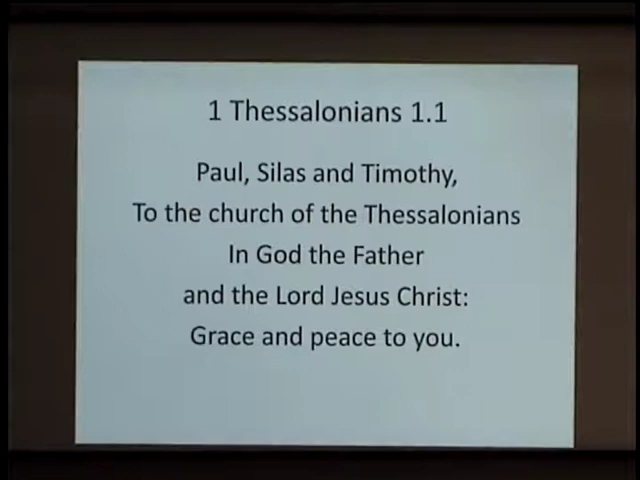 1 Thessalonians 1.1
Paul, Silas and Timothy,
To the church of the Thessalonians
In God the Father
and the Lord Jesus Christ:
Grace and peace to you.